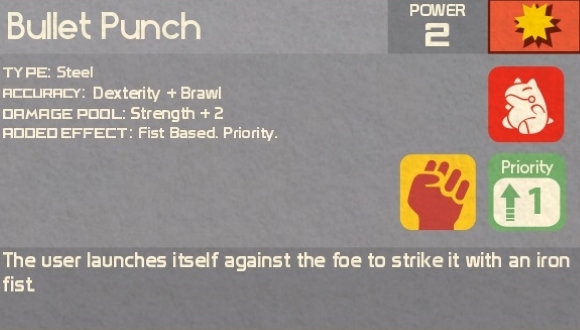 Bullet Punch
POWER
2
TYPE: Steel
ACCURACY: Dexterity + Brawl
DAMAGE POOL: Strength + 2
ADDED EFFECT: Fist Based. Priority.
Priority
1
The user launches itself against the foe to strike it with an iron
fist.